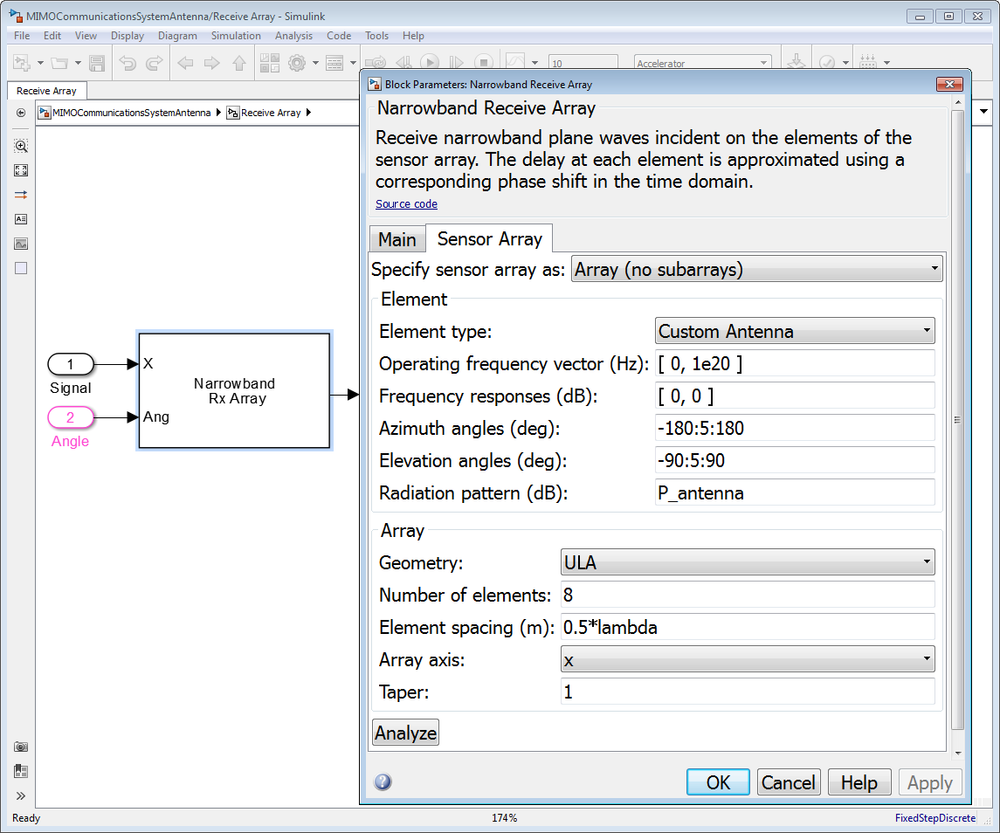 MIMOCommunicationsSystemAntenna/Receive Array - Simulink
File Edit View Display Diagram Simulation Analysis Code Tools Help
10 Accelerator
Receive Array
MIMOCommunicationsSystemAntenna Receive Array
1
Signal
2
Angle
X
Ang
Narrowband
Rx Array
Block Parameters: Narrowband Receive Array
Narrowband Receive Array
Receive narrowband plane waves incident on the elements of the
sensor array. The delay at each element is approximated using a
corresponding phase shift in the time domain.
Source code
Main Sensor Array
Specify sensor array as: Array (no subarrays)
Element
Element type: Custom Antenna
Operating frequency vector (Hz): [ 0, 1e20 ]
Frequency responses (dB): [ 0, 0 ]
Azimuth angles (deg): -180:5:180
Elevation angles (deg): -90:5:90
Radiation pattern (dB): P_antenna
Array
Geometry: ULA
Number of elements: 8
Element spacing (m): 0.5*lambda
Array axis: x
Taper: 1
Analyze
OK Cancel Help Apply
Ready 174% FixedStepDiscrete